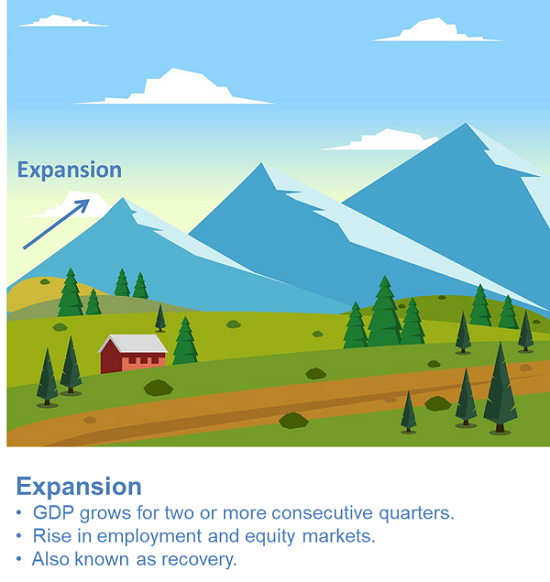 Expansion
Expansion
• GDP grows for two or more consecutive quarters.
• Rise in employment and equity markets.
• Also known as recovery.